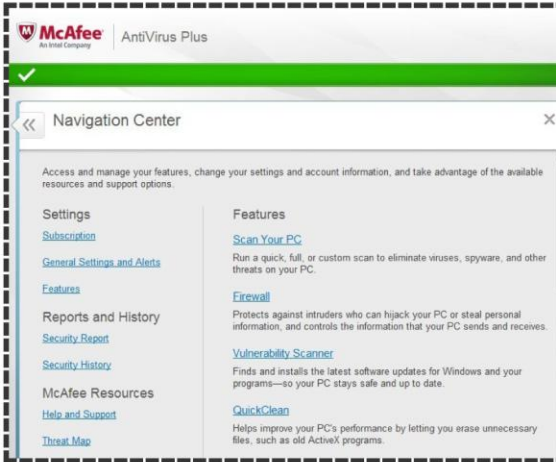 McAfee
An Intel Company
AntiVirus Plus
Navigation Center
Access and manage your features, change your settings and account information, and take advantage of the available
resources and support options.
Settings
Subscription
General Settings and Alerts
Features
Reports and History
Security Report
Security History
McAfee Resources
Help and Support
Threat Map
Features
Scan Your PC
Run a quick, full, or custom scan to eliminate viruses, spyware, and other
threats on your PC.
Firewall
Protects against intruders who can hijack your PC or steal personal
information, and controls the information that your PC sends and receives.
Vulnerability Scanner
Finds and installs the latest software updates for Windows and your
programs—so your PC stays safe and up to date.
QuickClean
Helps improve your PC's performance by letting you erase unnecessary
files, such as old ActiveX programs.